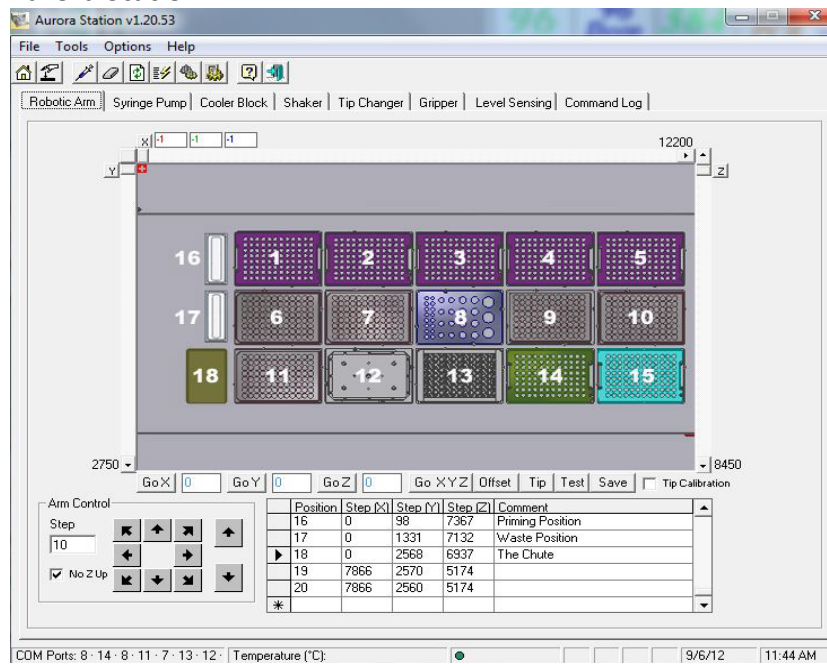 Aurora Station v1.20.53
File Tools Options Help
Robotic Arm Syringe Pump Cooler Block Shaker Tip Changer Gripper Level Sensing Command Log
X -1 -1 -1 12200
Y Z
16 1 2 3 4 5
17 6 7 8 9 10
18 11 12 13 14 15
2750 8450
Go X 0 Go Y 0 Go Z 0 Go X Y Z Offset Tip Test Save Tip Calibration
Arm Control
Step
10
No Z Up
Position Step (X) Step (Y) Step (Z) Comment
16 0 98 7367 Priming Position
17 0 1331 7132 Waste Position
18 0 2568 6937 The Chute
19 7866 2570 5174
20 7866 2560 5174
COM Ports: 8 · 14 · 8 · 11 · 7 · 13 · 12 · Temperature (°C): 9/6/12 11:44 AM